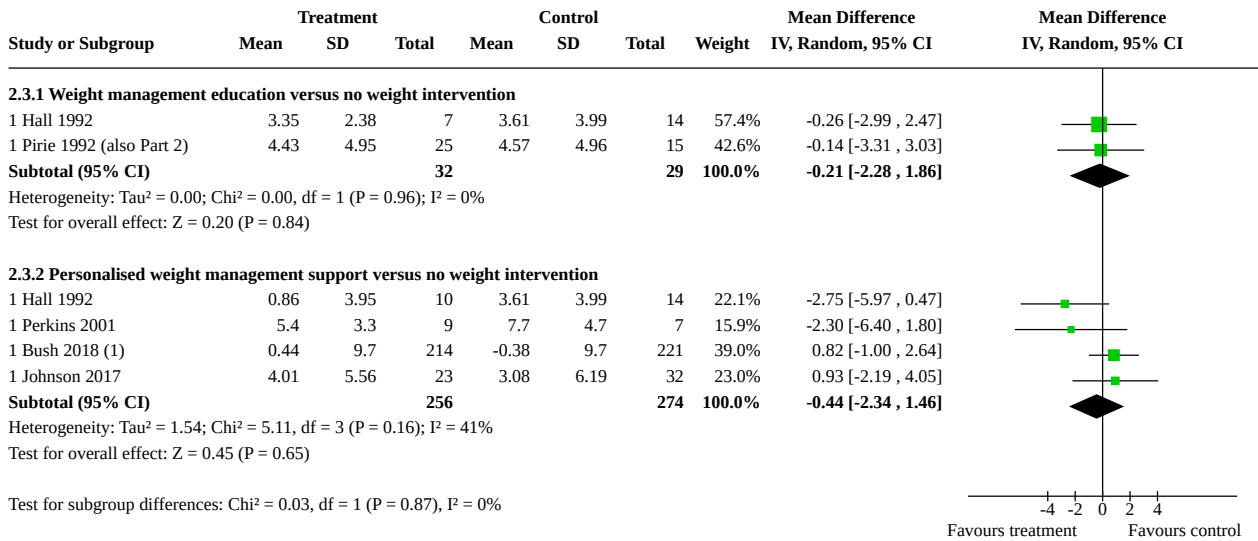 Treatment Control Mean Difference Mean Difference
Study or Subgroup Mean SD Total Mean SD Total Weight IV, Random, 95% CI IV, Random, 95% CI
2.3.1 Weight management education versus no weight intervention
1 Hall 1992 3.35 2.38 7 3.61 3.99 14 57.4% -0.26 [-2.99 , 2.47]
1 Pirie 1992 (also Part 2) 4.43 4.95 25 4.57 4.96 15 42.6% -0.14 [-3.31 , 3.03]
Subtotal (95% CI) 32 29 100.0% -0.21 [-2.28 , 1.86]
Heterogeneity: Tau² = 0.00; Chi² = 0.00, df = 1 (P = 0.96); I² = 0%
Test for overall effect: Z = 0.20 (P = 0.84)
2.3.2 Personalised weight management support versus no weight intervention
1 Hall 1992 0.86 3.95 10 3.61 3.99 14 22.1% -2.75 [-5.97 , 0.47]
1 Perkins 2001 5.4 3.3 9 7.7 4.7 7 15.9% -2.30 [-6.40 , 1.80]
1 Bush 2018 (1) 0.44 9.7 214 -0.38 9.7 221 39.0% 0.82 [-1.00 , 2.64]
1 Johnson 2017 4.01 5.56 23 3.08 6.19 32 23.0% 0.93 [-2.19 , 4.05]
Subtotal (95% CI) 256 274 100.0% -0.44 [-2.34 , 1.46]
Heterogeneity: Tau² = 1.54; Chi² = 5.11, df = 3 (P = 0.16); I² = 41%
Test for overall effect: Z = 0.45 (P = 0.65)
Test for subgroup differences: Chi² = 0.03, df = 1 (P = 0.87), I² = 0%
-4 -2 0 2 4
Favours treatment Favours control